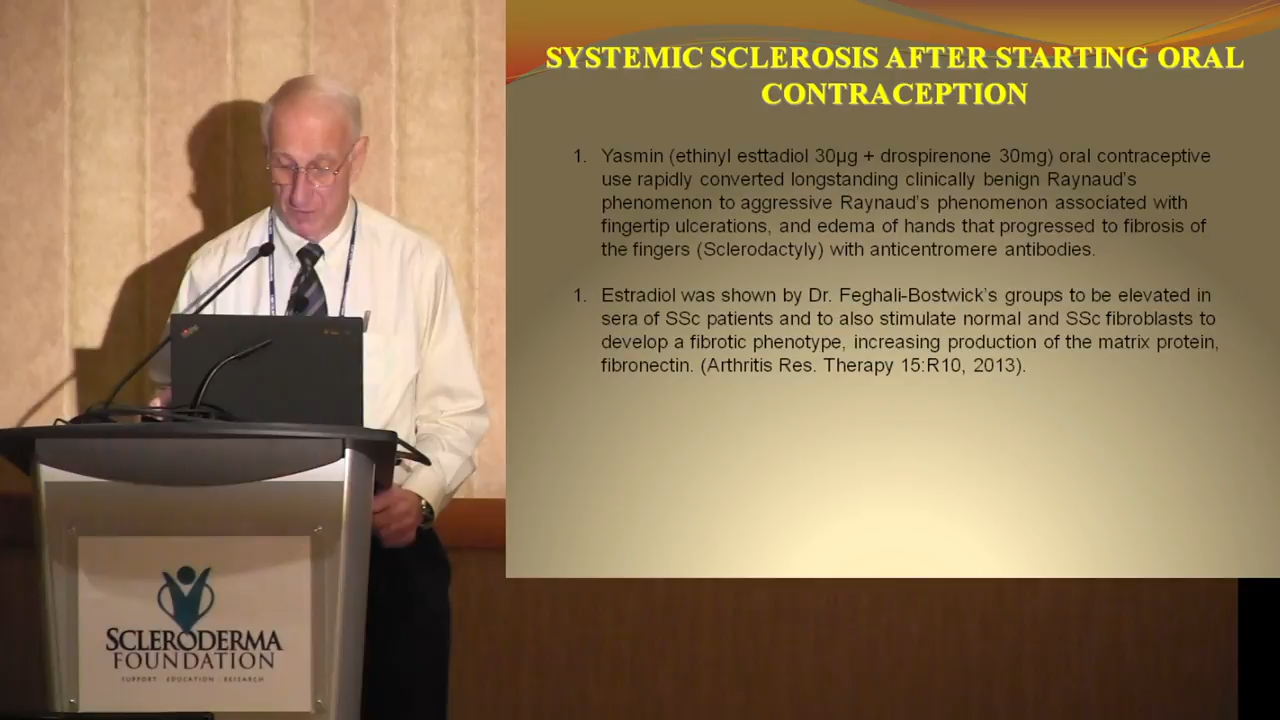 SYSTEMIC SCLEROSIS AFTER STARTING ORAL
CONTRACEPTION
1. Yasmin (ethinyl esttadiol 30µg + drospirenone 30mg) oral contraceptive
use rapidly converted longstanding clinically benign Raynaud's
phenomenon to aggressive Raynaud's phenomenon associated with
fingertip ulcerations, and edema of hands that progressed to fibrosis of
the fingers (Sclerodactyly) with anticentromere antibodies.
1. Estradiol was shown by Dr. Feghali-Bostwick's groups to be elevated in
sera of SSc patients and to also stimulate normal and SSc fibroblasts to
develop a fibrotic phenotype, increasing production of the matrix protein,
fibronectin. (Arthritis Res. Therapy 15:R10, 2013).
SCLERODERMA
FOUNDATION
SUPPORT · EDUCATION · RESEARCH